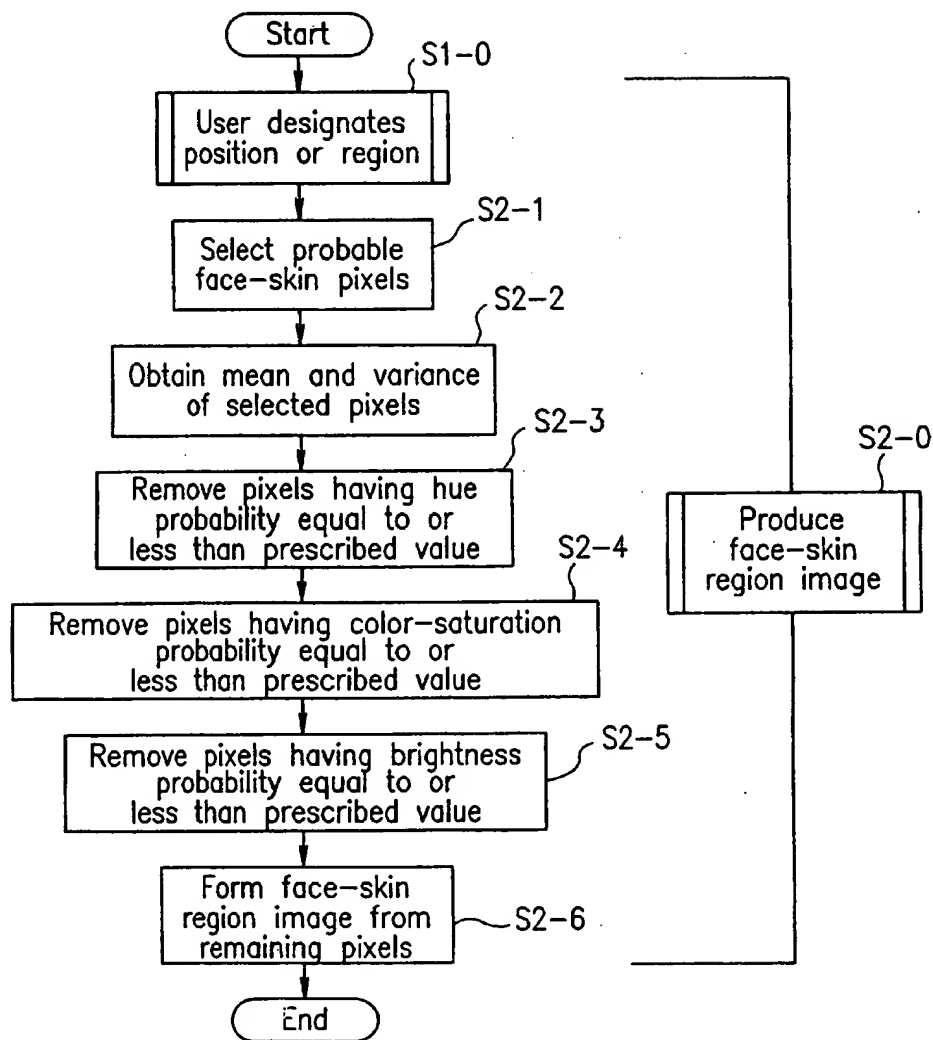 Start
S1-0
User designates
position or region
S2-1
Select probable
face-skin pixels
S2-2
Obtain mean and variance
of selected pixels
S2-3
Remove pixels having hue
probability equal to or
less than prescribed value
S2-4
Remove pixels having color-saturation
probability equal to or
less than prescribed value
S2-5
Remove pixels having brightness
probability equal to or
less than prescribed value
Form face-skin
region image from
remaining pixels
S2-6
End
S2-0
Produce
face-skin
region image